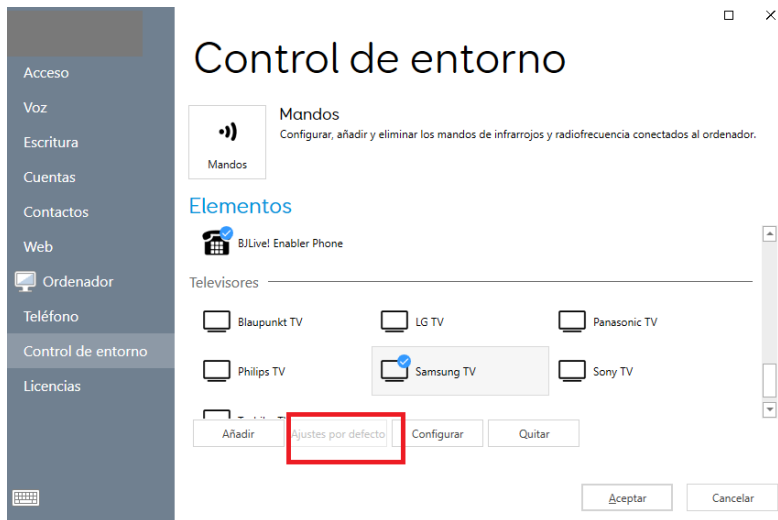 Control de entorno
Acceso
Voz
Escritura
Cuentas
Contactos
Web
Ordenador
Teléfono
Control de entorno
Licencias
Mandos
Mandos
Configurar, añadir y eliminar los mandos de infrarrojos y radiofrecuencia conectados al ordenador.
Elementos
BJLive! Enabler Phone
Televisores
Blaupunkt TV
LG TV
Panasonic TV
Philips TV
Samsung TV
Sony TV
Añadir
Ajustes por defecto
Configurar
Quitar
Aceptar
Cancelar